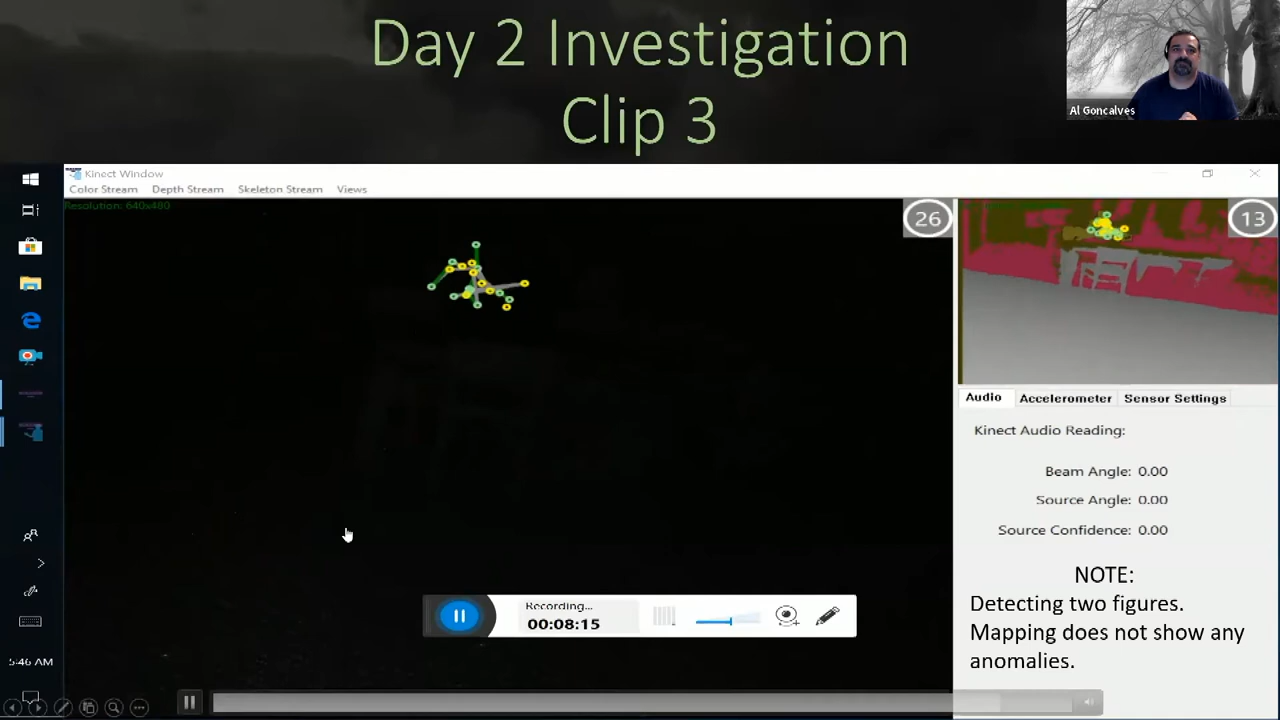 Day 2 Investigation
Clip 3
Al Goncalves
Kinect Window
Color Stream Depth Stream Skeleton Stream Views
Resolution: 640x480
26
13
Audio Accelerometer Sensor Settings
Kinect Audio Reading:
Beam Angle: 0.00
Source Angle: 0.00
Source Confidence: 0.00
Recording...
00:08:15
NOTE:
Detecting two figures.
Mapping does not show any
anomalies.
5:46 AM